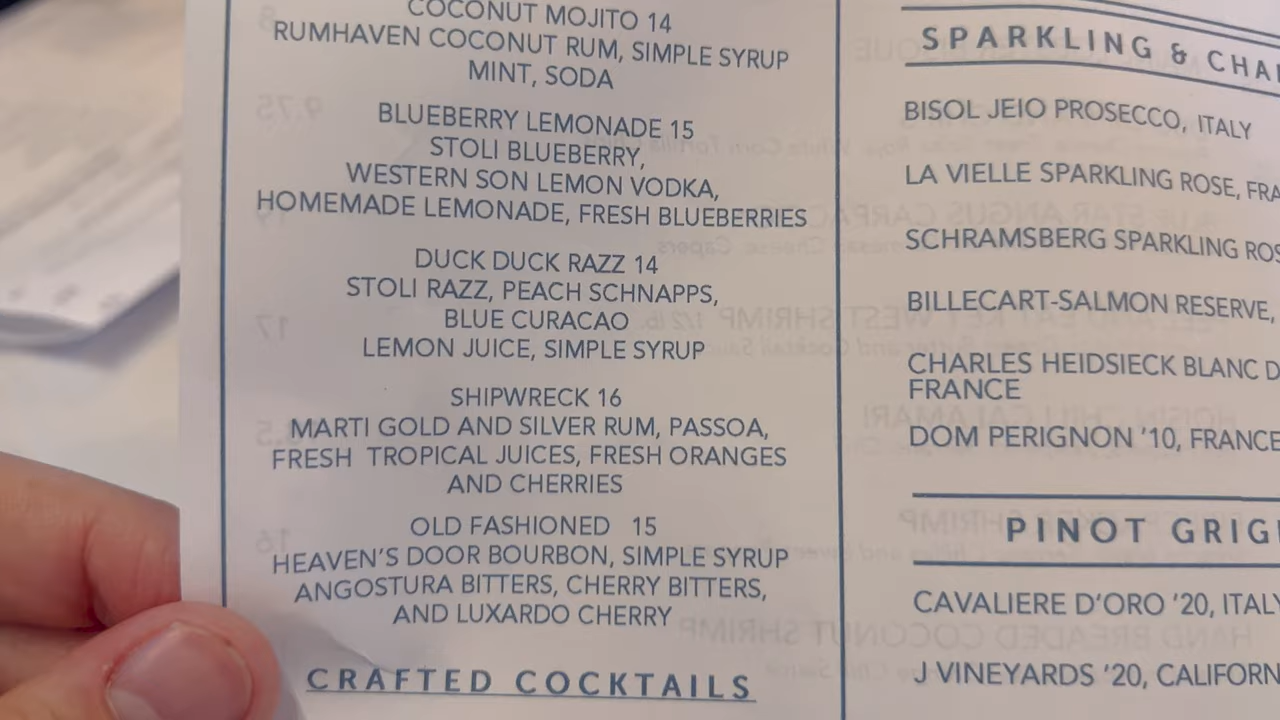 COCONUT MOJITO 14
RUMHAVEN COCONUT RUM, SIMPLE SYRUP
MINT, SODA
BLUEBERRY LEMONADE 15
STOLI BLUEBERRY,
WESTERN SON LEMON VODKA,
HOMEMADE LEMONADE, FRESH BLUEBERRIES
DUCK DUCK RAZZ 14
STOLI RAZZ, PEACH SCHNAPPS,
BLUE CURACAO
LEMON JUICE, SIMPLE SYRUP
SHIPWRECK 16
MARTI GOLD AND SILVER RUM, PASSOA,
FRESH TROPICAL JUICES, FRESH ORANGES
AND CHERRIES
OLD FASHIONED 15
HEAVEN'S DOOR BOURBON, SIMPLE SYRUP
ANGOSTURA BITTERS, CHERRY BITTERS,
AND LUXARDO CHERRY
CRAFTED COCKTAILS
SPARKLING & CHA
BISOL JEIO PROSECCO, ITALY
LA VIELLE SPARKLING ROSE, FRA
SCHRAMSBERG SPARKLING ROS
BILLECART-SALMON RESERVE,
CHARLES HEIDSIECK BLANC D
FRANCE
DOM PERIGNON '10, FRANCE
PINOT GRIG
CAVALIERE D'ORO '20, ITALY
J VINEYARDS '20, CALIFORN